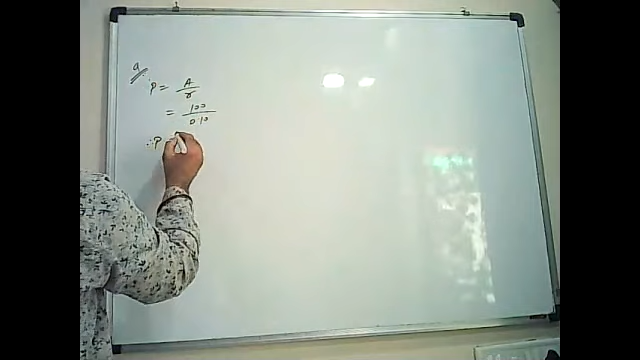 a
P = A/r
= 100/0.10
∴ P